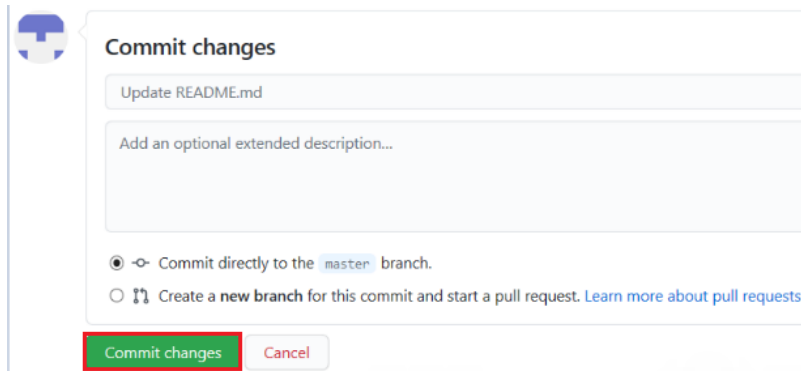 Commit changes
Update README.md
Add an optional extended description...
Commit directly to the master branch.
Create a new branch for this commit and start a pull request. Learn more about pull requests
Commit changes Cancel